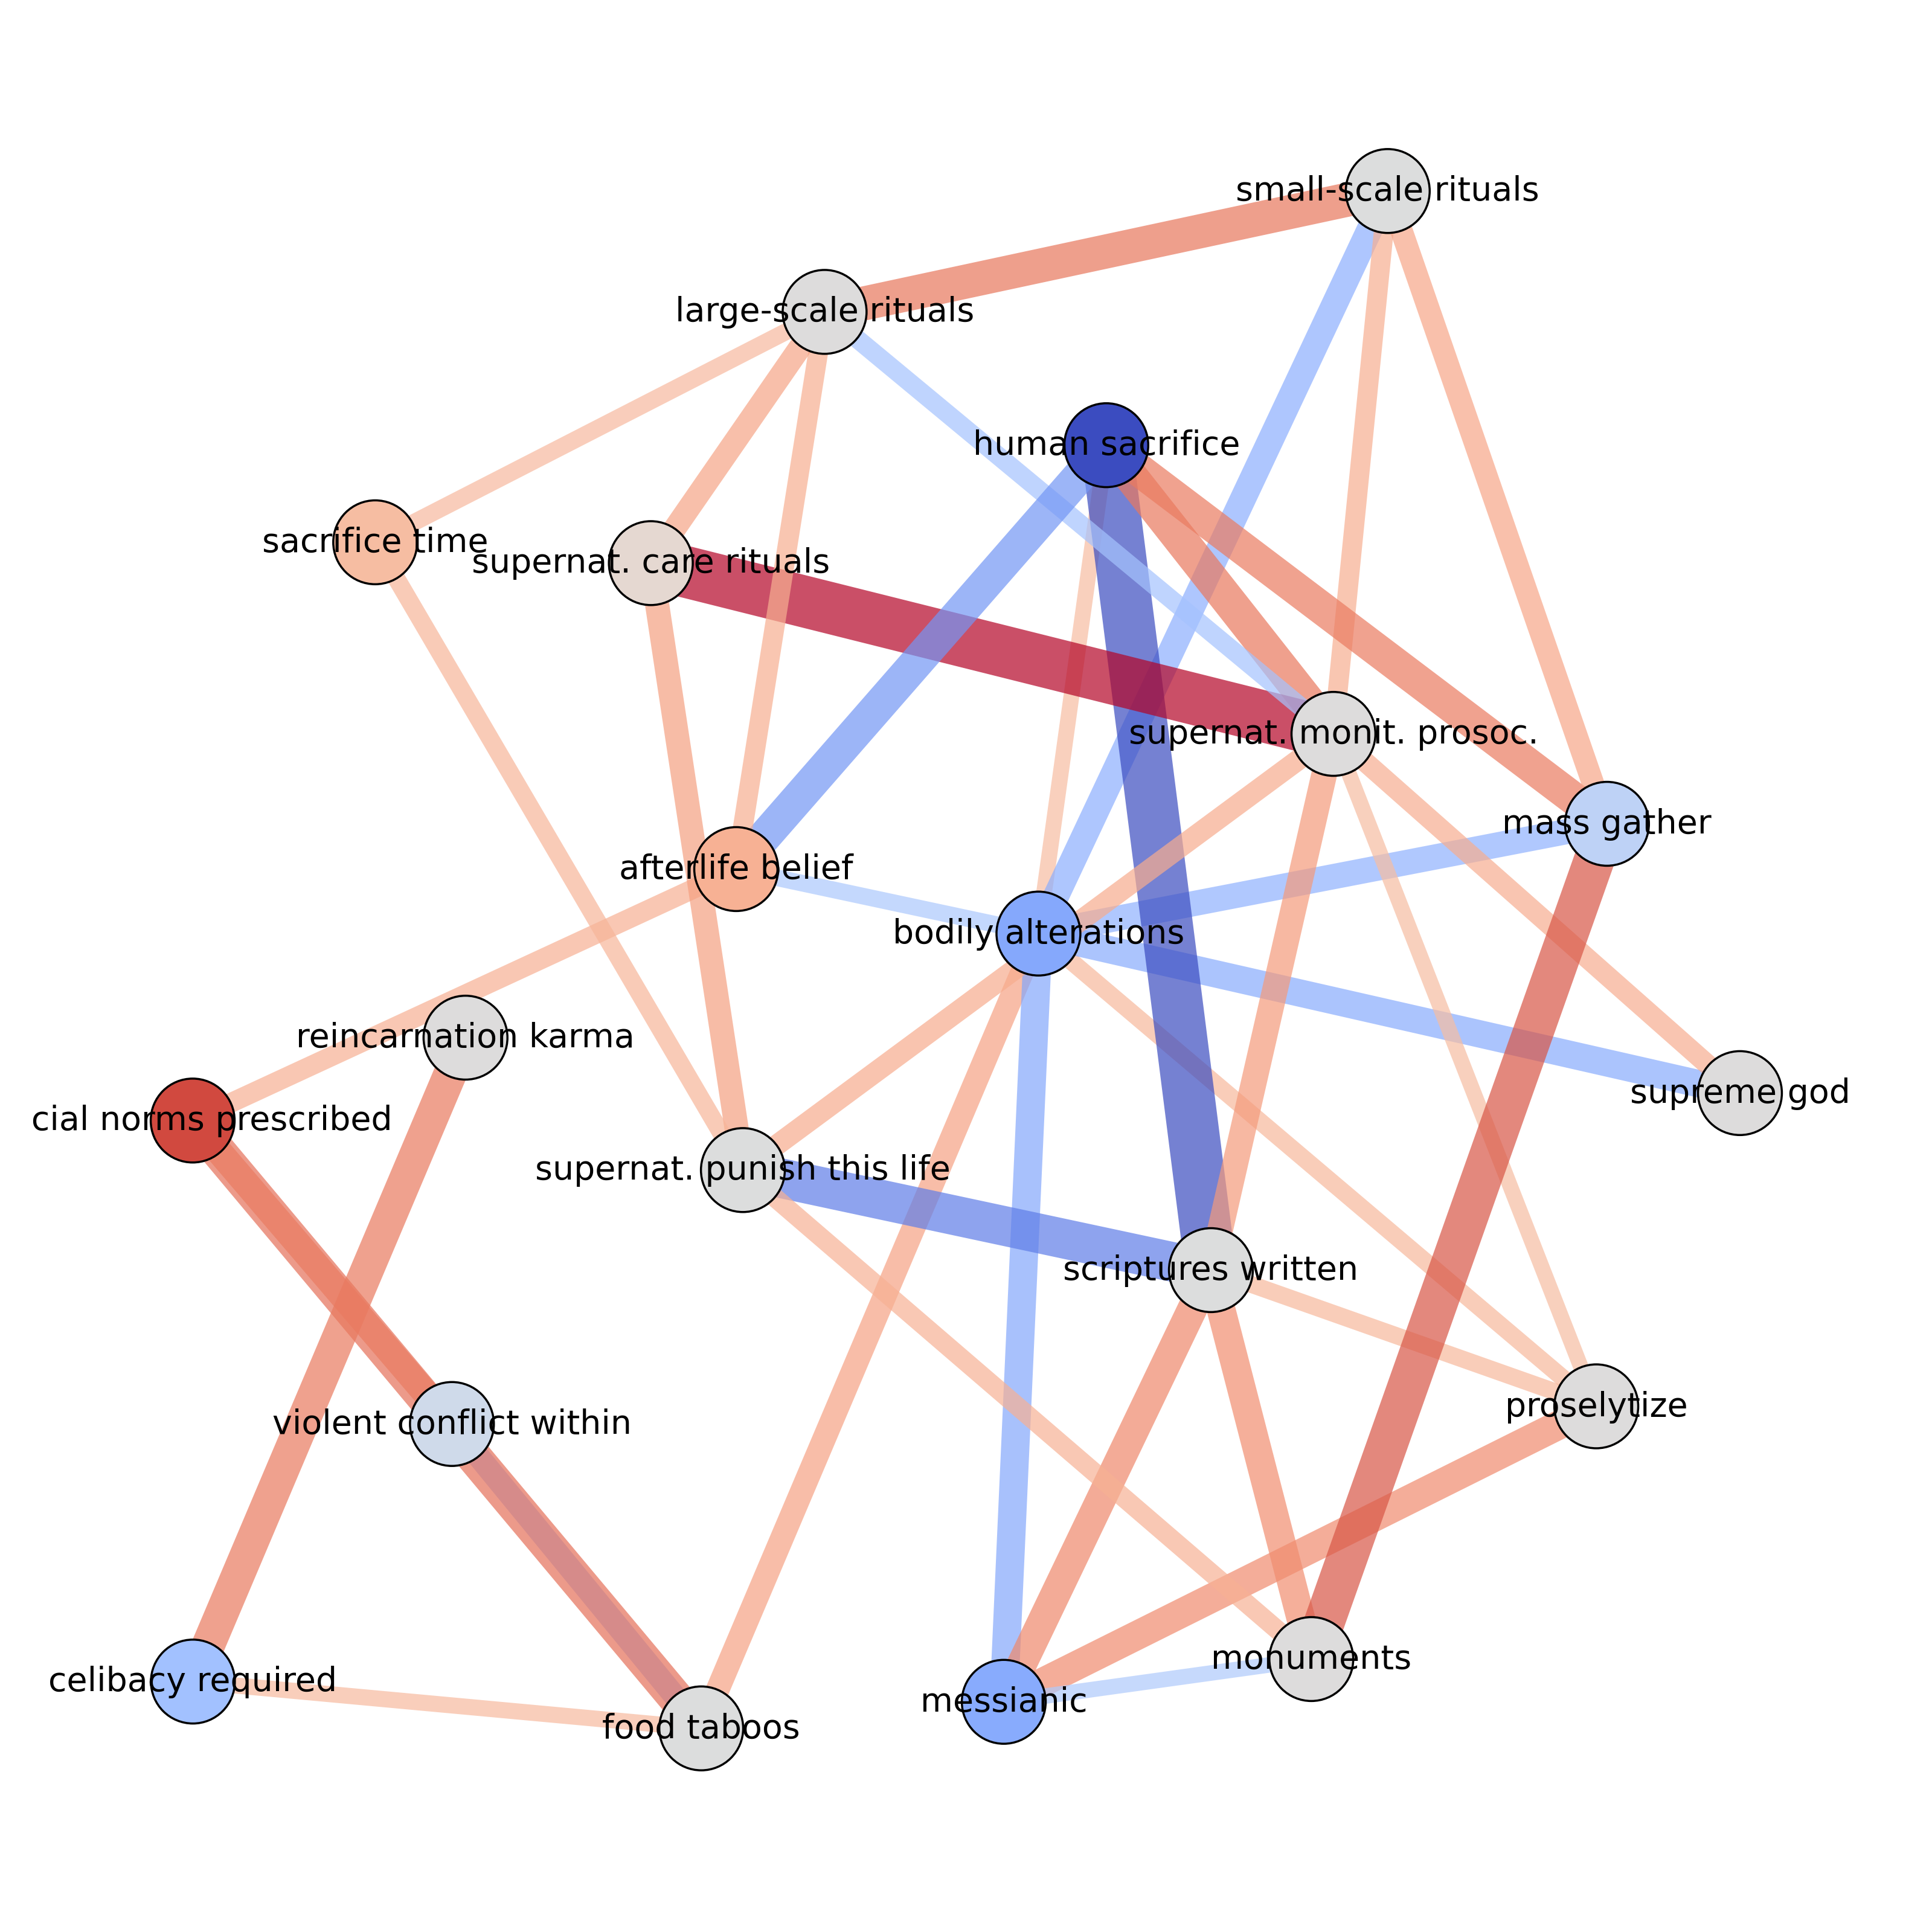 small-scale rituals
large-scale rituals
human sacrifice
sacrifice time
supernat. care rituals
supernat. monit. prosoc.
mass gather
afterlife belief
bodily alterations
reincarnation karma
supreme god
cial norms prescribed
supernat. punish this life
scriptures written
proselytize
violent conflict within
monuments
celibacy required
messianic
food taboos